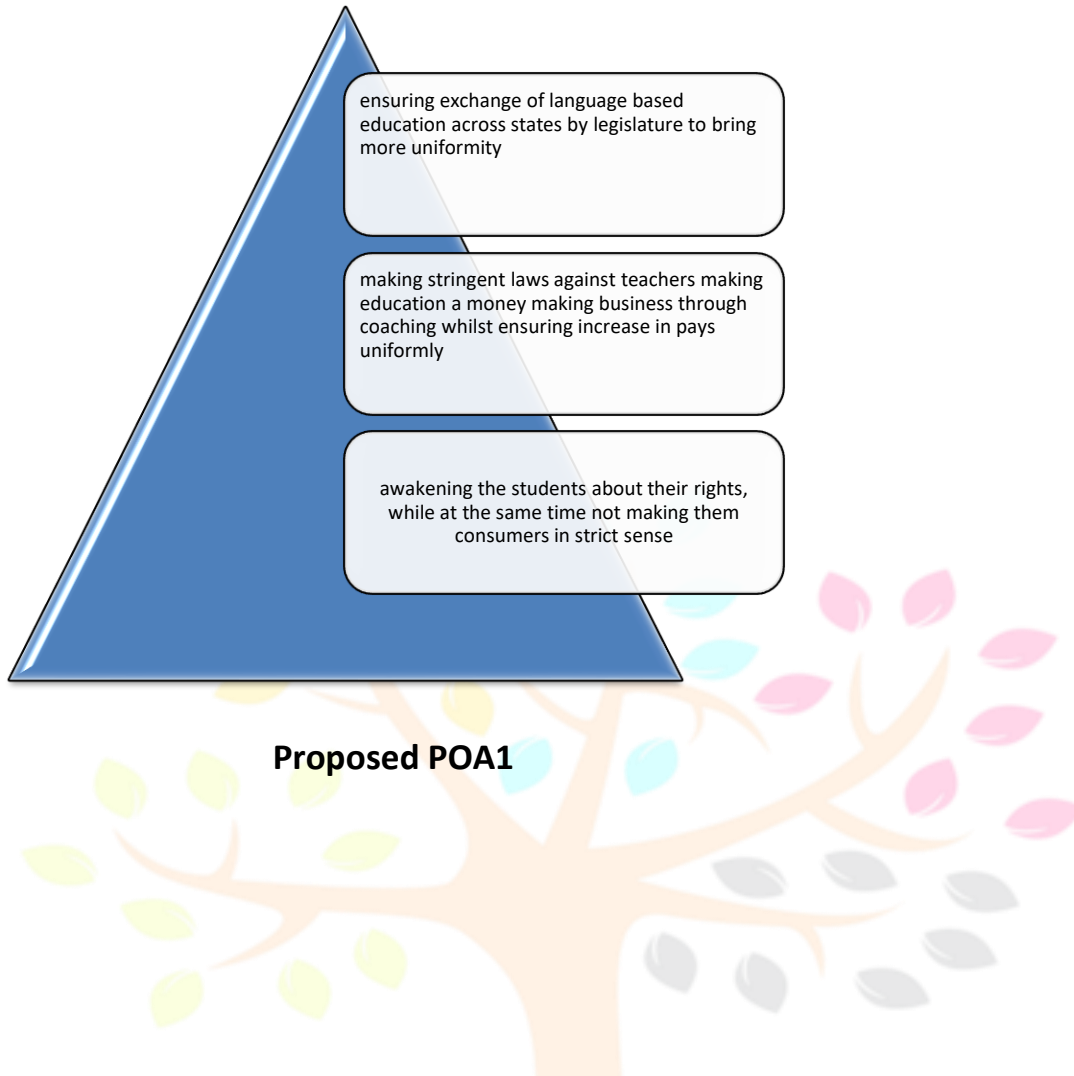 ensuring exchange of language based
education across states by legislature to bring
more uniformity
making stringent laws against teachers making
education a money making business through
coaching whilst ensuring increase in pays
uniformly
awakening the students about their rights,
while at the same time not making them
consumers in strict sense
Proposed POA1